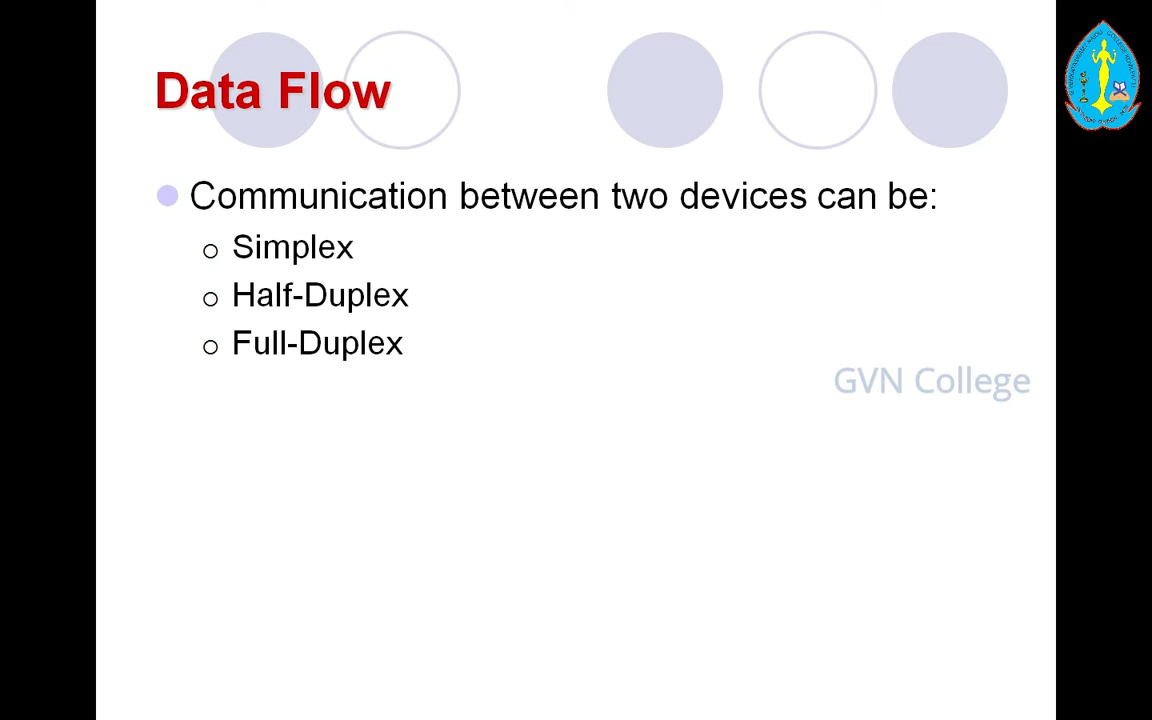 Data Flow
Communication between two devices can be:
Simplex
Half-Duplex
Full-Duplex
GVN College